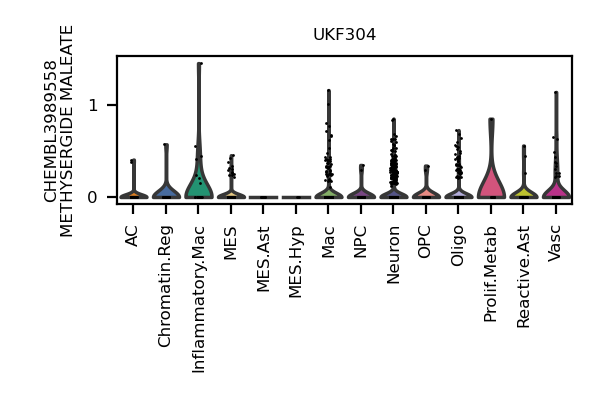 UKF304
CHEMBL3989558
METHYSERGIDE MALEATE
1
0
AC
Chromatin.Reg
Inflammatory.Mac
MES
MES.Ast
MES.Hyp
Mac
NPC
Neuron
OPC
Oligo
Prolif.Metab
Reactive.Ast
Vasc